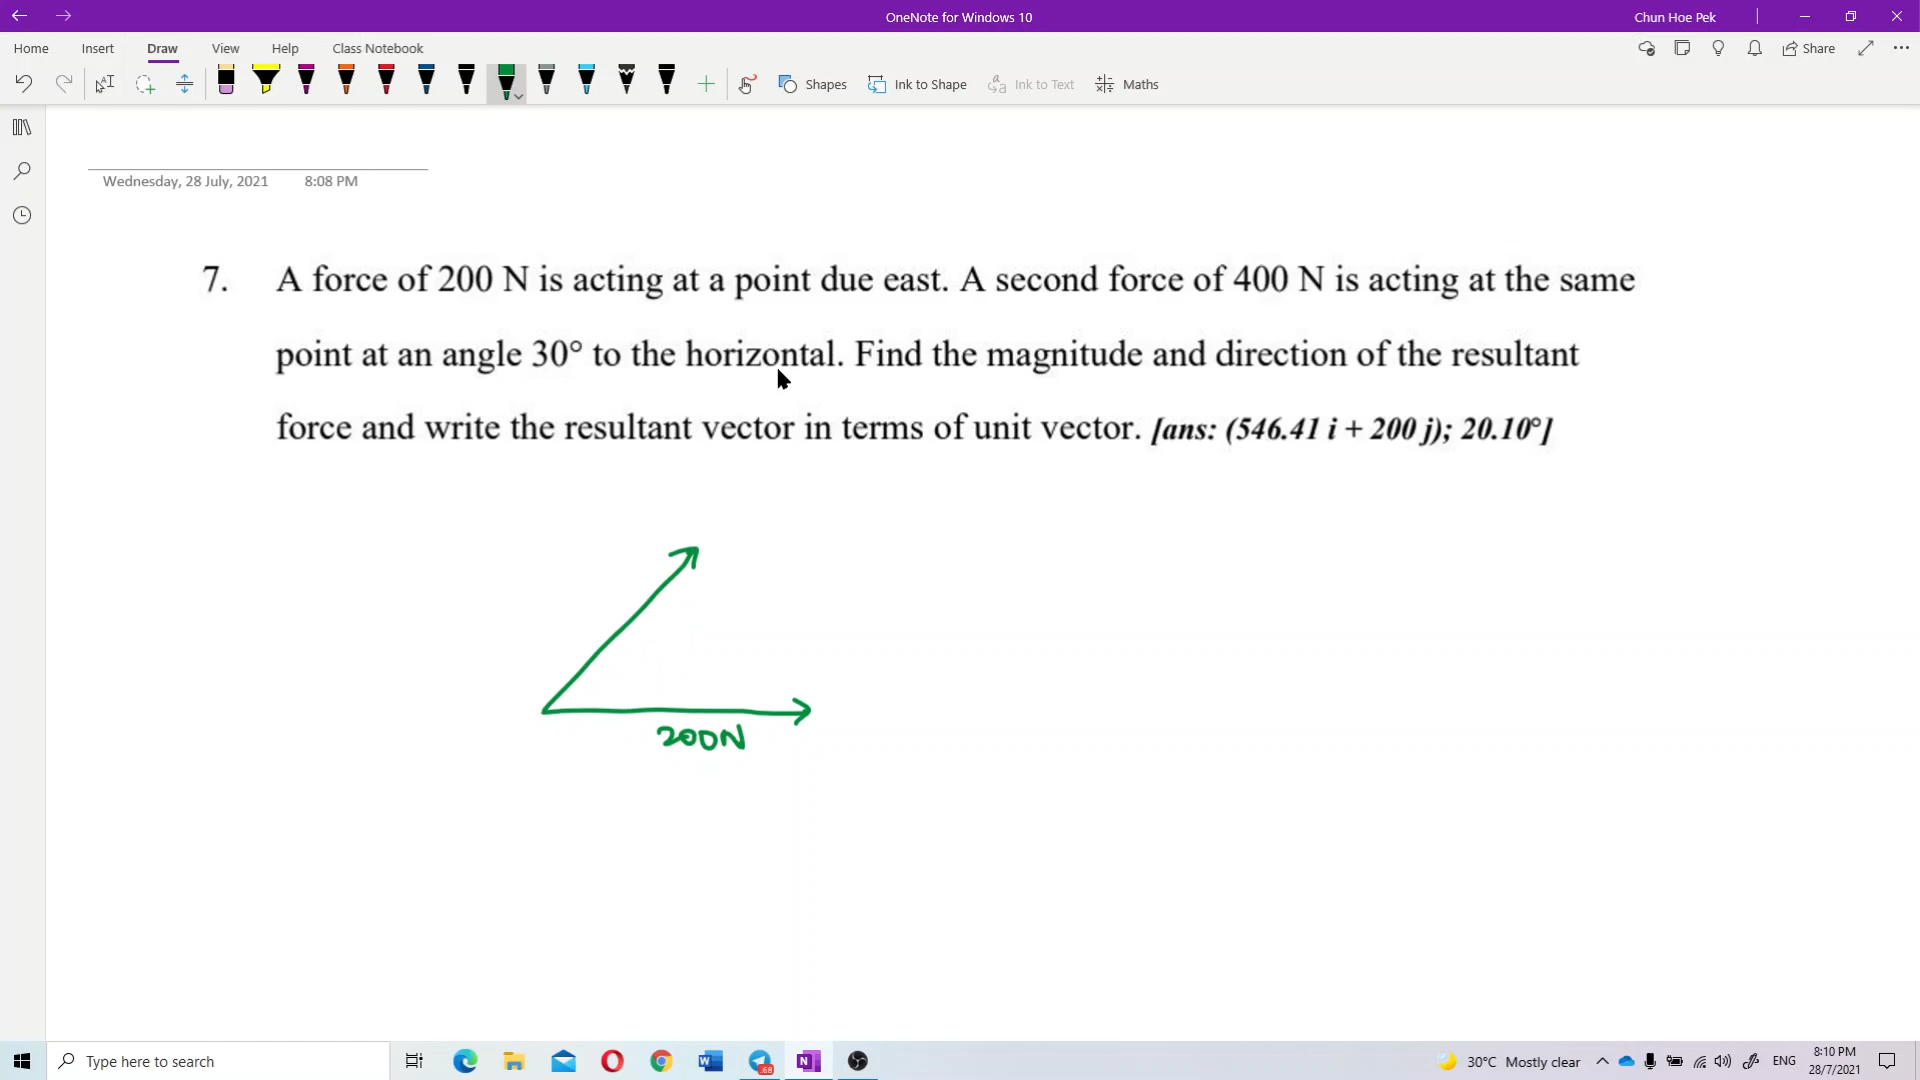 OneNote for Windows 10
Chun Hoe Pek
Home Insert Draw View Help Class Notebook
Share
Shapes Ink to Shape Ink to Text Maths
Wednesday, 28 July, 2021 8:08 PM
7. A force of 200 N is acting at a point due east. A second force of 400 N is acting at the same
point at an angle 30° to the horizontal. Find the magnitude and direction of the resultant
force and write the resultant vector in terms of unit vector. [ans: (546.41 i + 200 j); 20.10°]
200N
Type here to search
30°C Mostly clear
ENG
8:10 PM
28/7/2021